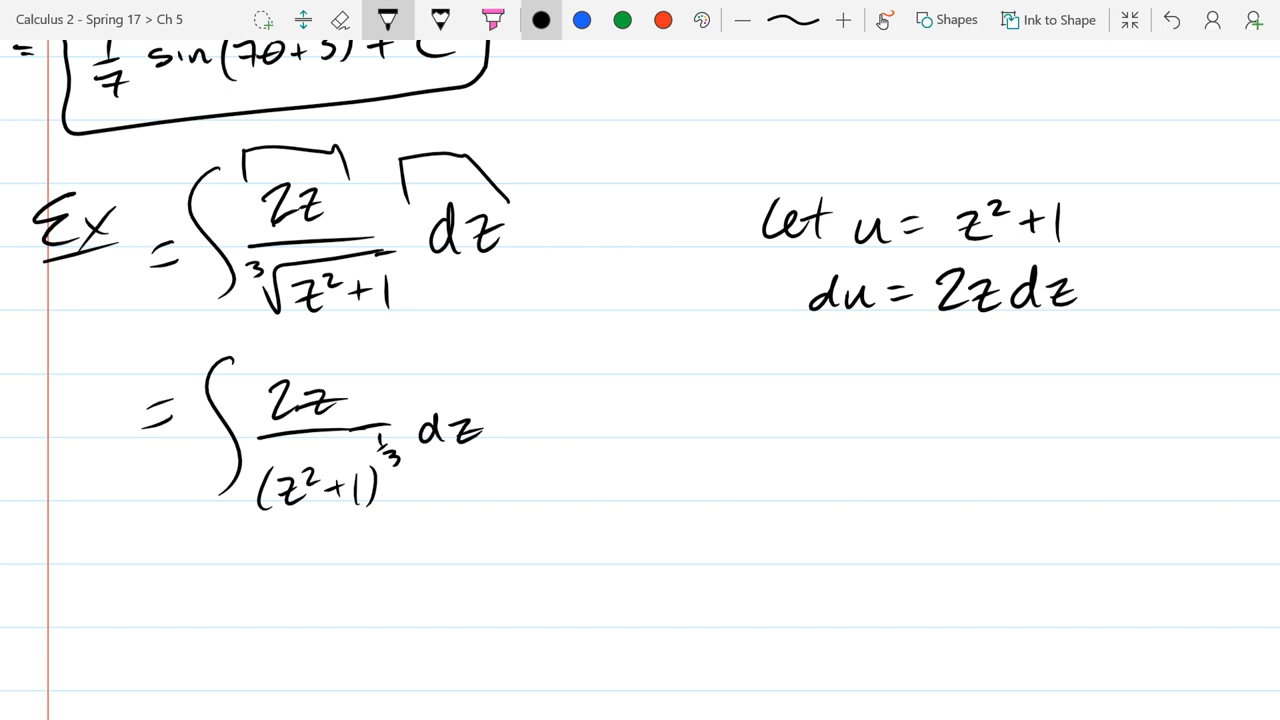 Calculus 2 - Spring 17 > Ch 5 Shapes Ink to Shape
= 1/7 sin(7θ+5) + C
Ex = ∫ 2z / ∛(z²+1) dz
let u = z²+1
du = 2z dz
= ∫ 2z / (z²+1)^(1/3) dz